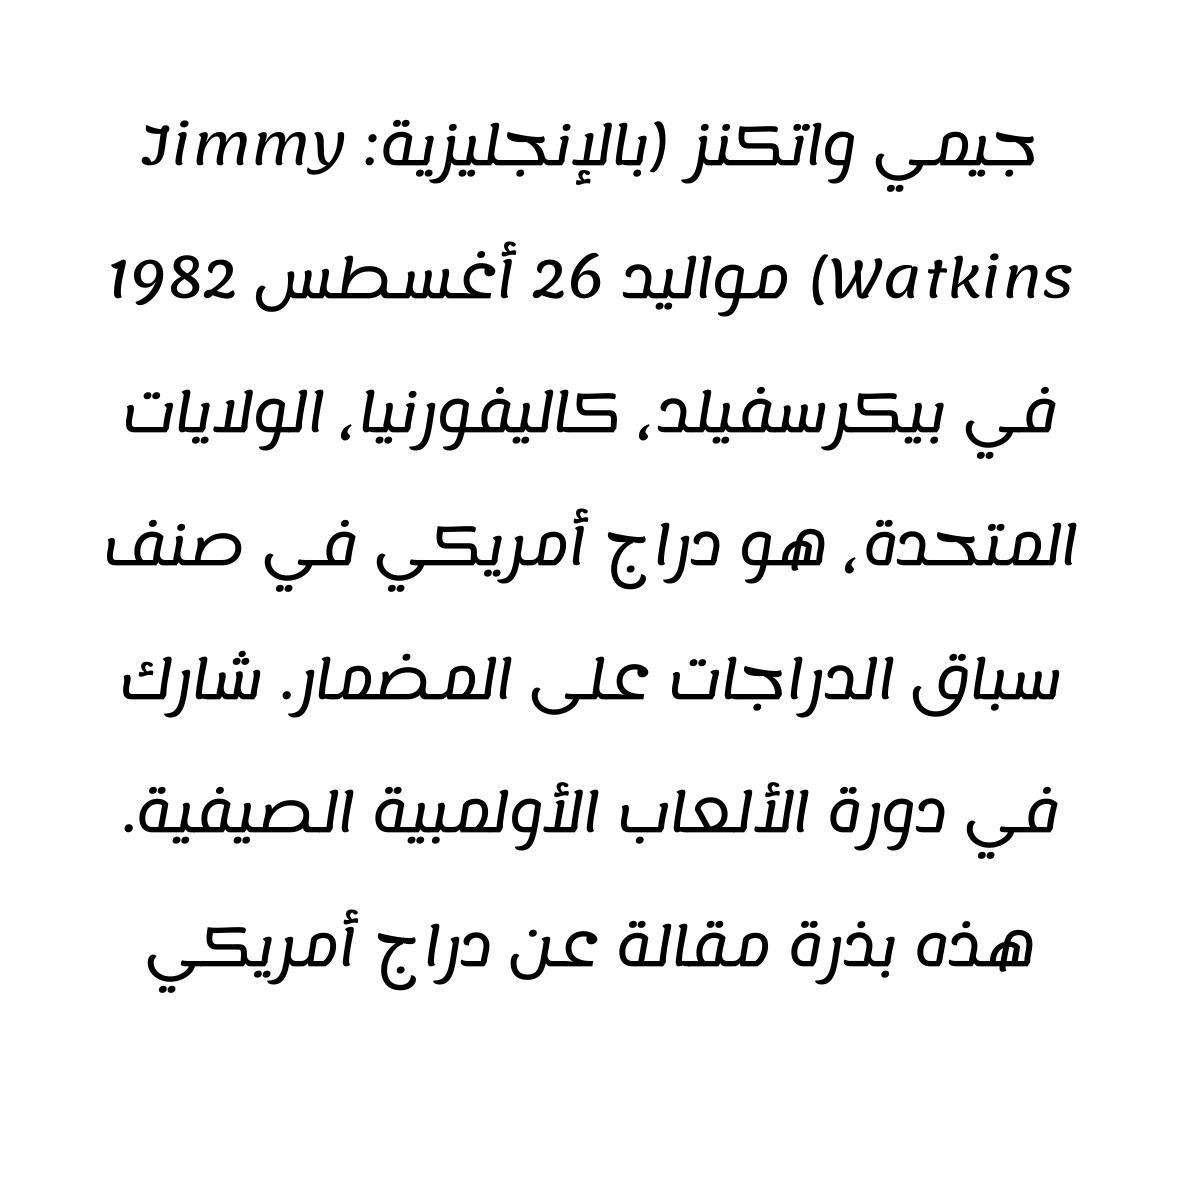 جيمي واتكنز (بالإنجليزية: Jimmy
Watkins) مواليد 26 أغسطس 1982
في بيكرسفيلد، كاليفورنيا، الولايات
المتحدة، هو دراج أمريكي في صنف
سباق الدراجات على المضمار. شارك
في دورة الألعاب الأولمبية الصيفية.
هذه بذرة مقالة عن دراج أمريكي